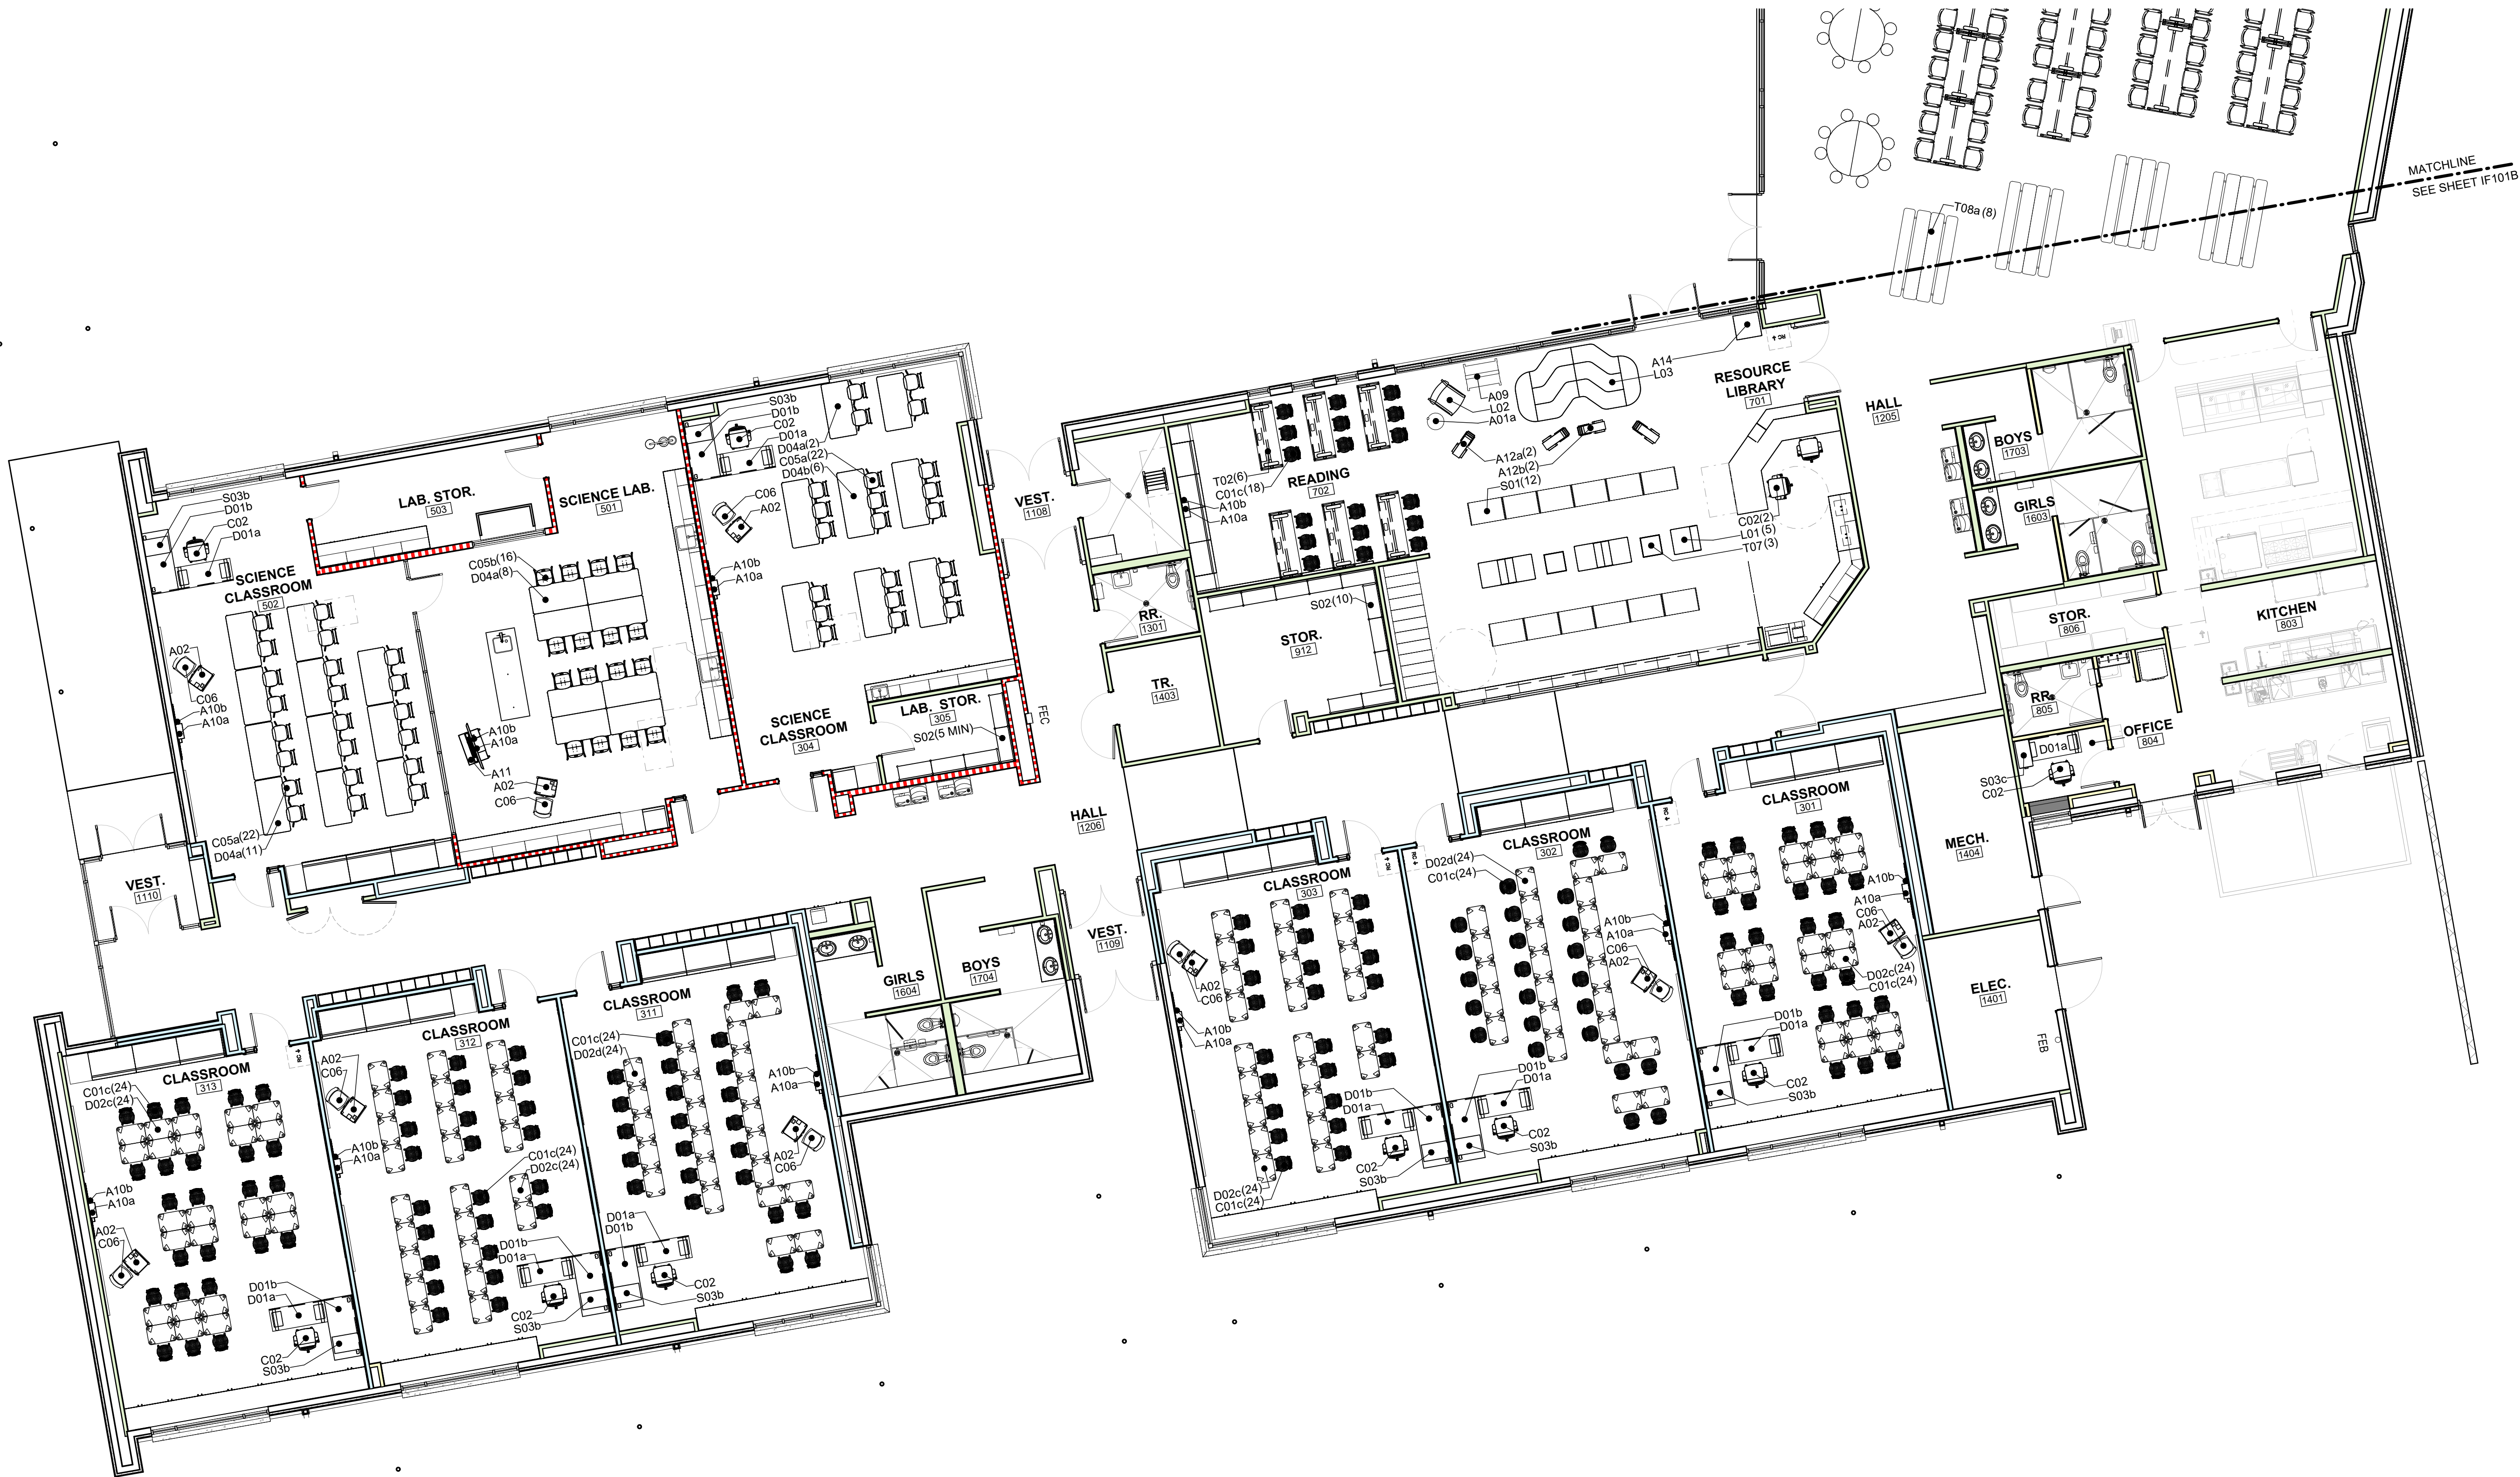 MATCHLINE
SEE SHEET IF101B
T08a (8)
A14
L03
RESOURCE
LIBRARY
701
A09
L02
A01a
HALL
1205
BOYS
1703
GIRLS
1603
S03b
D01b
C02
D01a
D04a(2)
C05a(22)
D04b(6)
C06
A02
A10b
A10a
VEST.
1108
T02(6)
C01c(18)
A10b
A10a
READING
702
A12a(2)
A12b(2)
S01(12)
C02(2)
L01(5)
T07(3)
LAB. STOR.
503
SCIENCE LAB.
501
S03b
D01b
C02
D01a
SCIENCE
CLASSROOM
502
C05b(16)
D04a(8)
A02
C06
A10b
A10a
A10b
A10a
A11
A02
C06
C05a(22)
D04a(11)
SCIENCE
CLASSROOM
304
LAB. STOR.
305
S02(5 MIN)
FEC
RR.
1301
TR.
1403
S02(10)
STOR.
912
STOR.
806
KITCHEN
803
RR.
805
OFFICE
804
D01a
S03c
C02
VEST.
1110
HALL
1206
VEST.
1109
CLASSROOM
303
CLASSROOM
302
D02d(24)
C01c(24)
RC
RC
RC
RC
CLASSROOM
301
MECH.
1404
ELEC.
1401
FEB
A10b
A10a
C06
A02
D02c(24)
C01c(24)
D01b
D01a
C02
S03b
A10b
A10a
C06
A02
D01b
D01a
C02
S03b
A02
C06
A10b
A10a
D01b
D01a
C02
S03b
D02c(24)
C01c(24)
GIRLS
1604
BOYS
1704
CLASSROOM
311
C01c(24)
D02d(24)
A10b
A10a
A02
C06
D01a
D01b
C02
S03b
CLASSROOM
312
A02
C06
A10b
A10a
C01c(24)
D02c(24)
D01b
D01a
C02
S03b
RC
CLASSROOM
313
C01c(24)
D02c(24)
A10b
A10a
A02
C06
D01b
D01a
C02
S03b